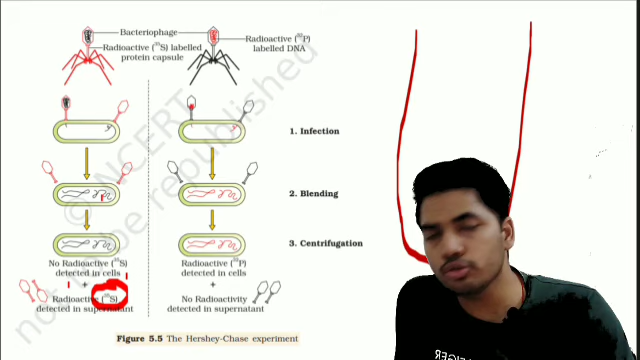 Bacteriophage
Radioactive (³⁵S) labelled
protein capsule
Radioactive (³²P)
labelled DNA
1. Infection
2. Blending
3. Centrifugation
No Radioactive (³⁵S)
detected in cells
+
Radioactive (³⁵S)
detected in supernatant
Radioactive (³²P)
detected in cells
+
No Radioactivity
detected in supernatant
Figure 5.5 The Hershey-Chase experiment
© NCERT
not to be republished